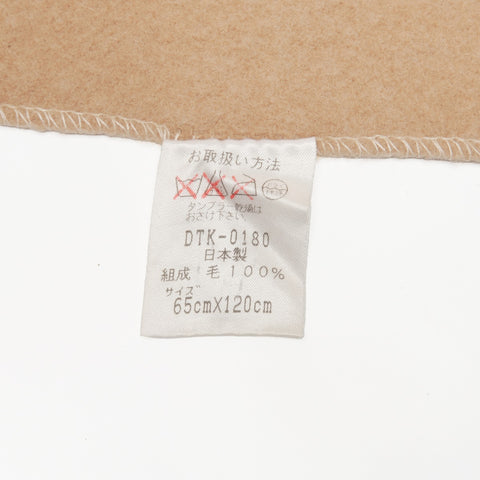 お取扱い方法
タンブラー乾燥は
おさけ下さい
DTK-0180
日本製
組成 毛100%
サイズ
65cmX120cm